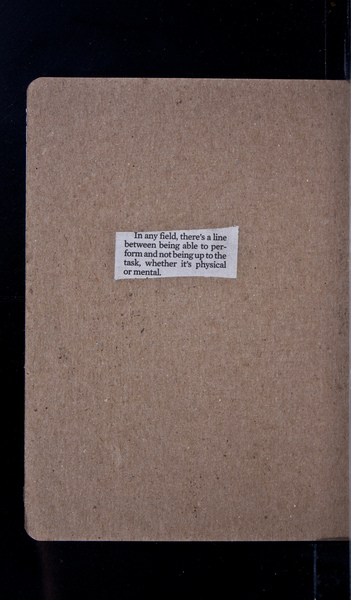 In any field, there's a line
between being able to per-
form and not being up to the
task, whether it's physical
or mental.